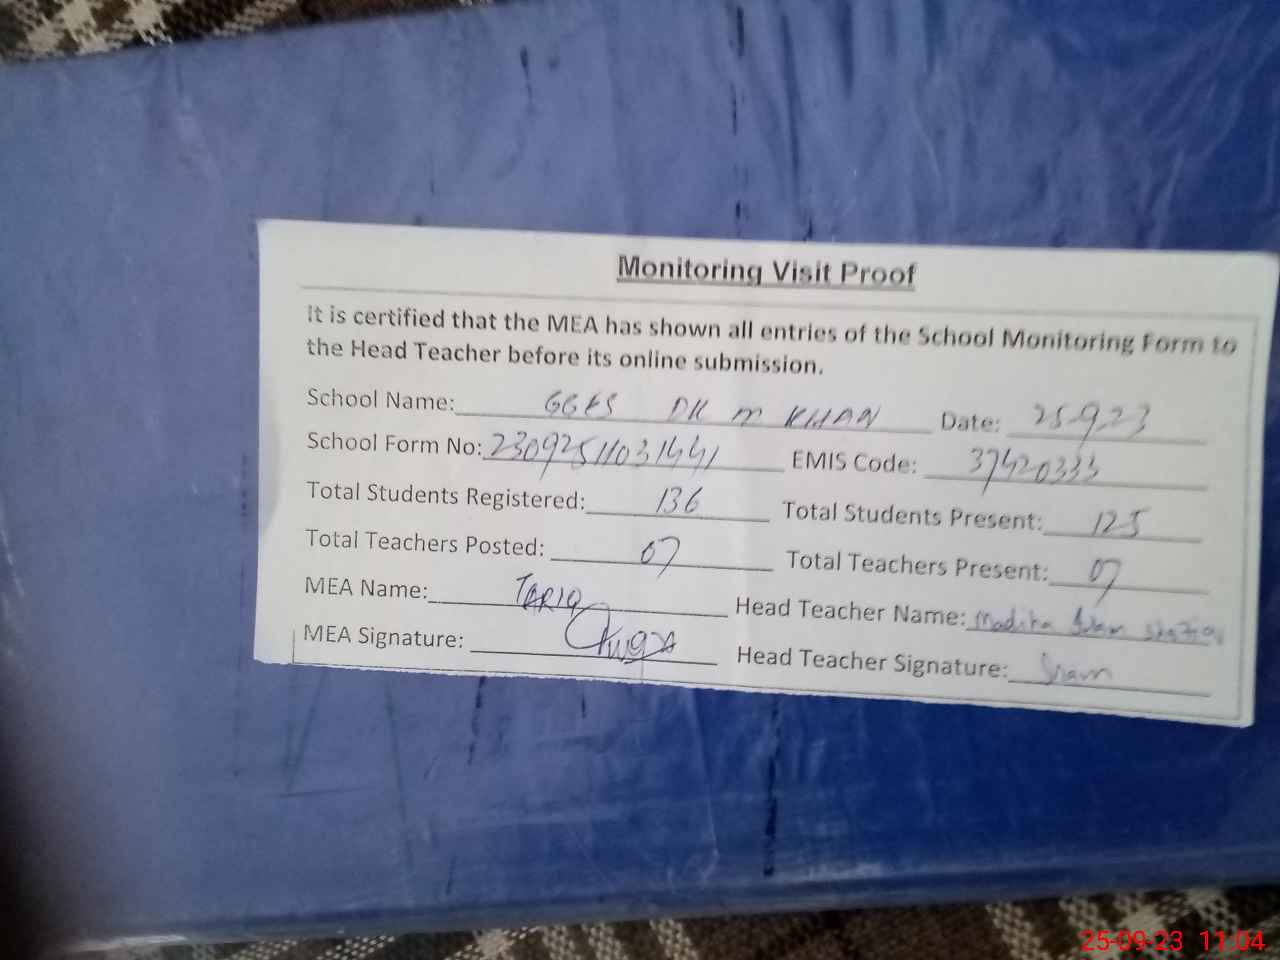 Monitoring Visit Proof
It is certified that the MEA has shown all entries of the School Monitoring Form to
the Head Teacher before its online submission.
School Name: GGES DK M KHAN Date: 25-9-23
School Form No: 23092511031441 EMIS Code: 37420333
Total Students Registered: 136 Total Students Present: 125
Total Teachers Posted: 07 Total Teachers Present: 07
MEA Name: TARIQ Head Teacher Name: Madiha
MEA Signature: Head Teacher Signature:
25-09-23 11:04